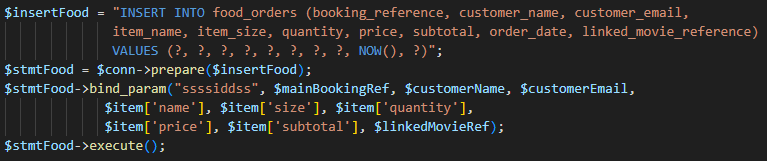 $insertFood = "INSERT INTO food_orders (booking_reference, customer_name, customer_email,
item_name, item_size, quantity, price, subtotal, order_date, linked_movie_reference)
VALUES (?, ?, ?, ?, ?, ?, ?, ?, NOW(), ?)";
$stmtFood = $conn->prepare($insertFood);
$stmtFood->bind_param("sssssidds", $mainBookingRef, $customerName, $customerEmail,
$item['name'], $item['size'], $item['quantity'],
$item['price'], $item['subtotal'], $linkedMovieRef);
$stmtFood->execute();